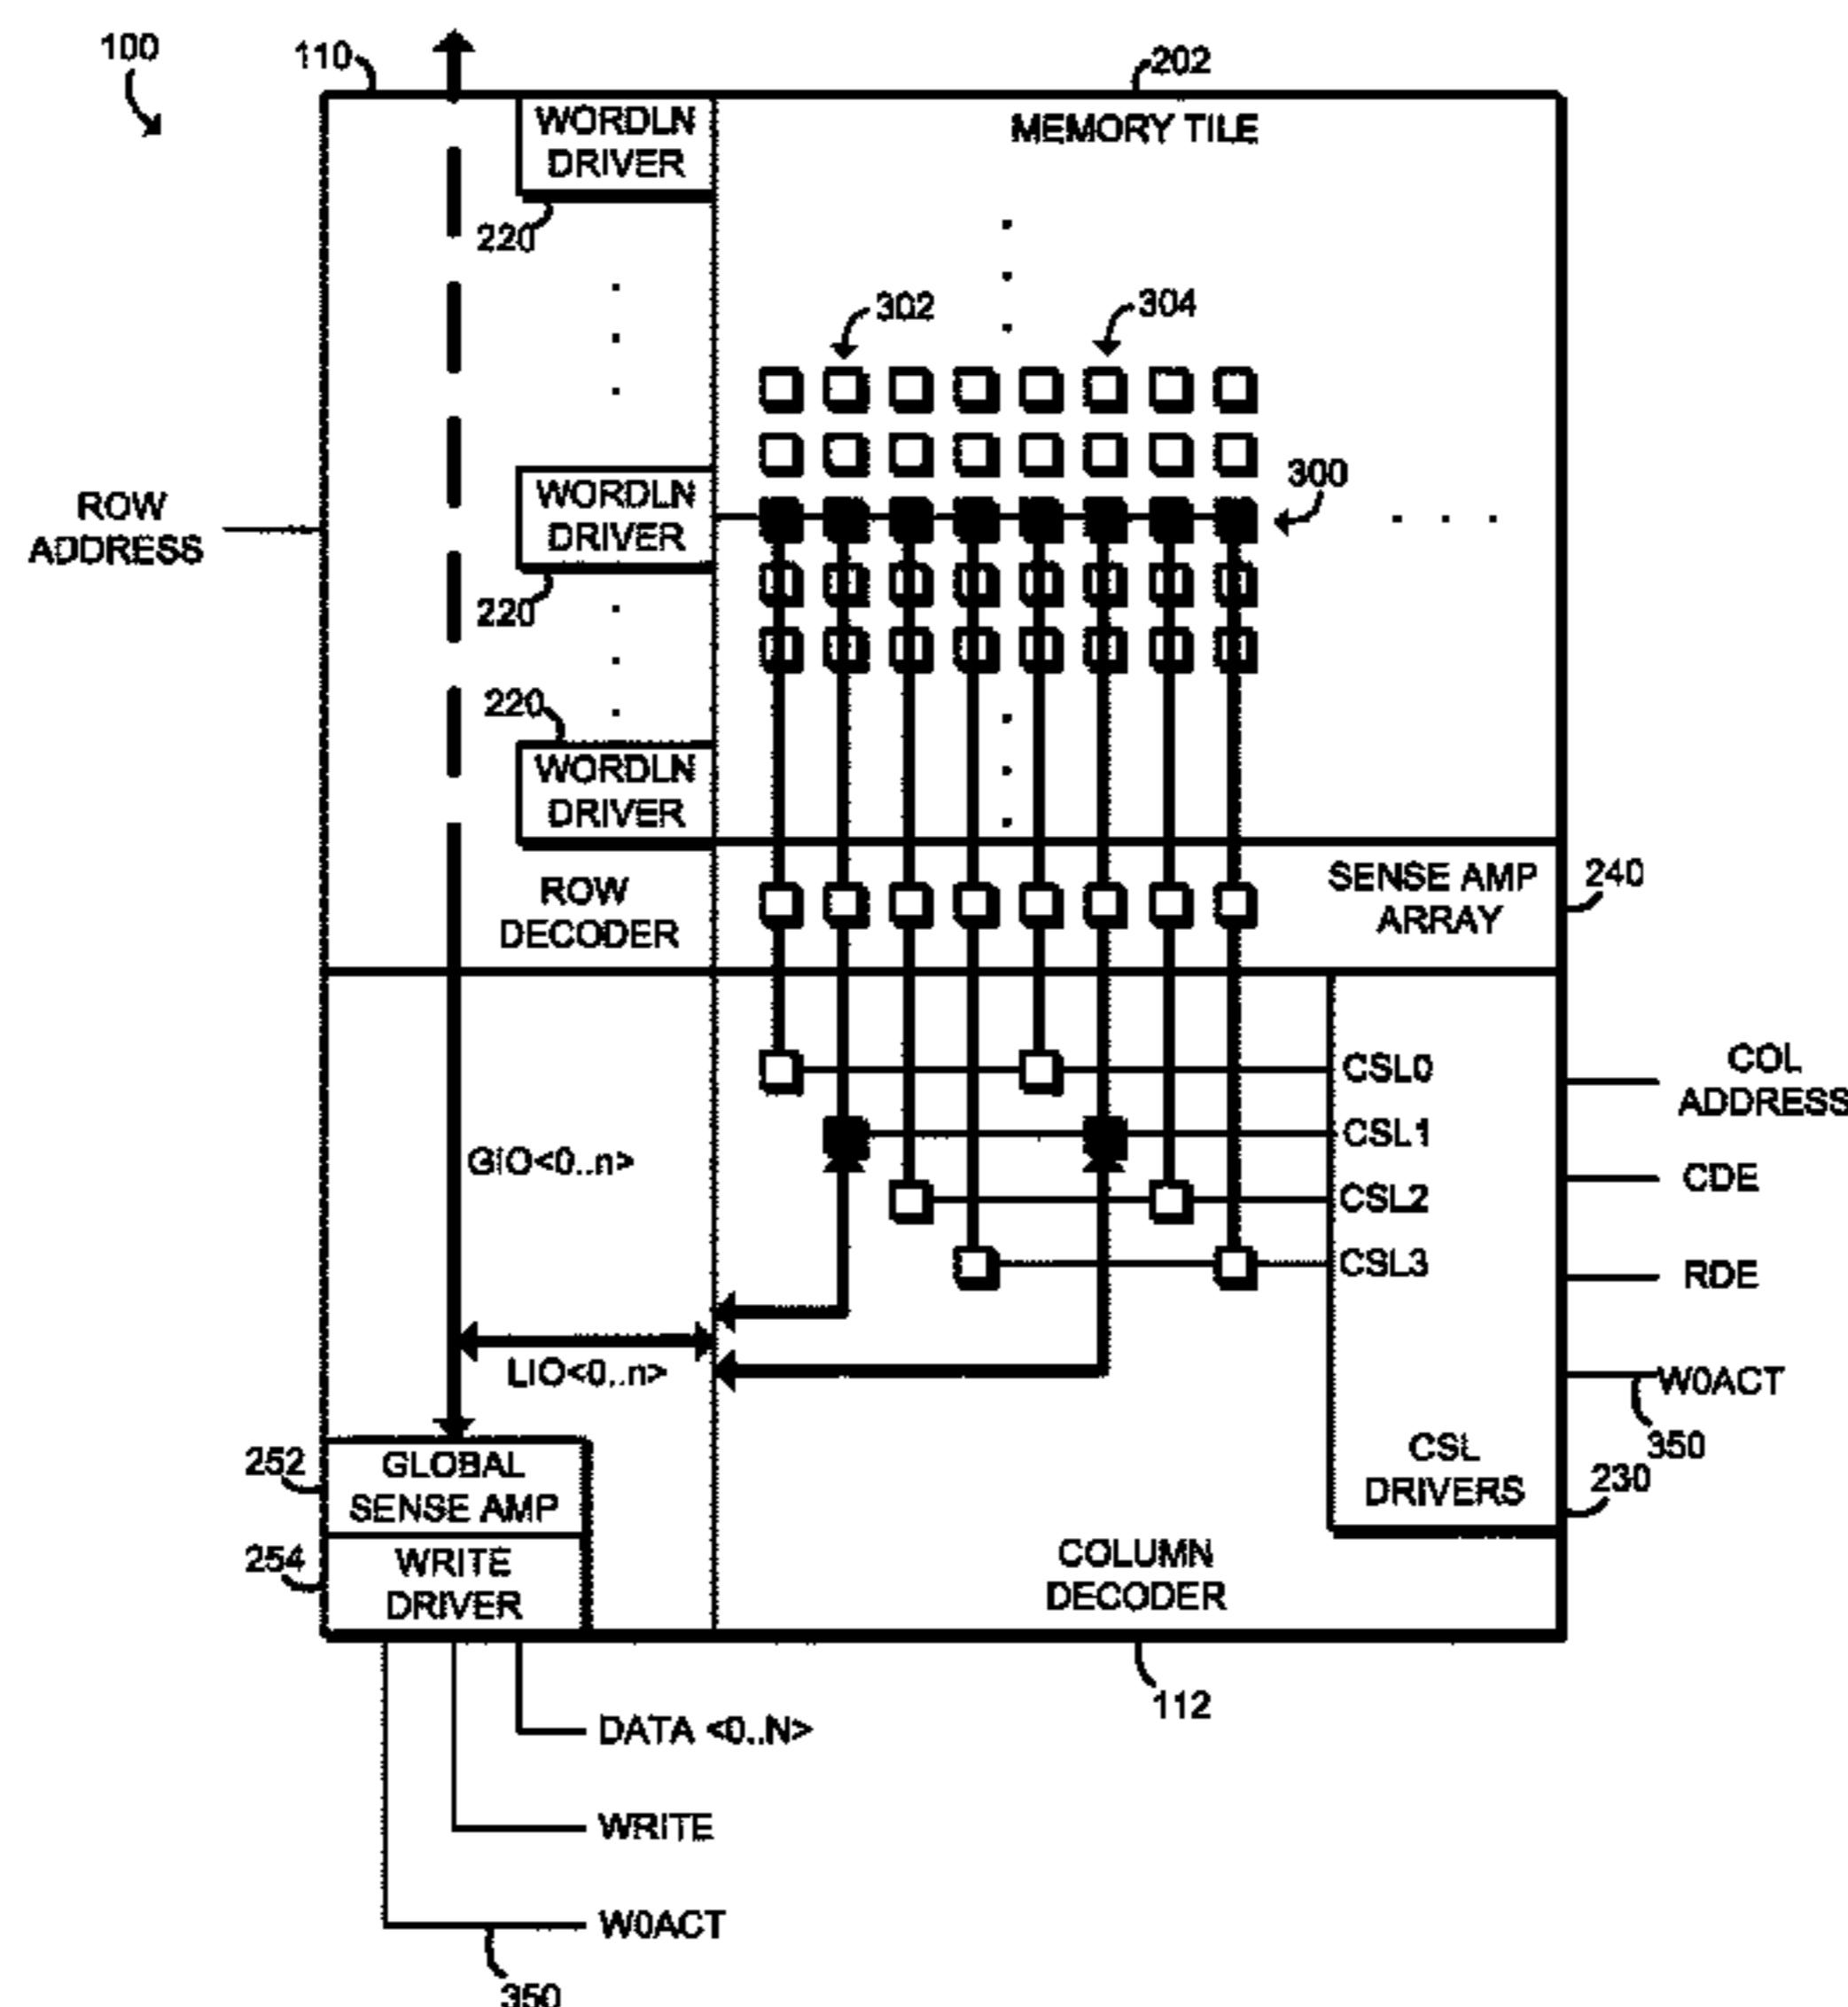 100
110
202
WORDLN
DRIVER
MEMORY TILE
220
302
304
ROW
ADDRESS
WORDLN
DRIVER
300
220
220
WORDLN
DRIVER
ROW
DECODER
SENSE AMP
ARRAY
240
CSL0
COL
ADDRESS
CSL1
GIO<0..n>
CDE
CSL2
CSL3
RDE
LIO<0..n>
W0ACT
350
252
GLOBAL
SENSE AMP
CSL
DRIVERS
230
254
WRITE
DRIVER
COLUMN
DECODER
112
DATA <0..N>
WRITE
W0ACT
350